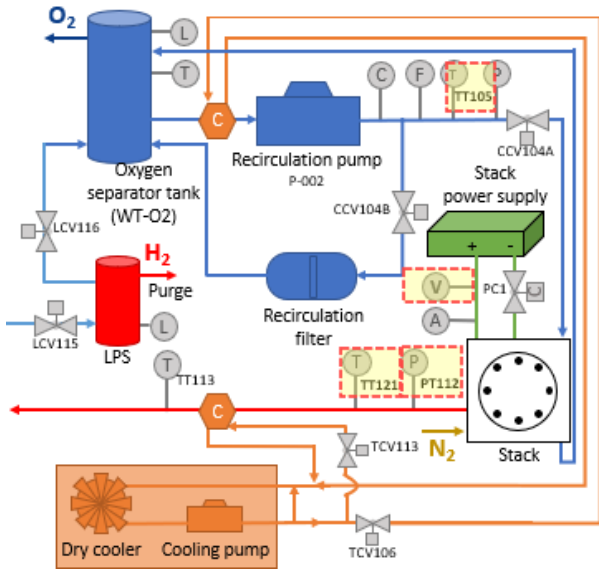 O2
L
T
C
Oxygen
separator tank
(WT-O2)
Recirculation pump
P-002
C
F
T
P
TT105
CCV104A
Stack
power supply
+ -
CCV104B
LCV116
H2
Purge
LCV115
LPS
L
Recirculation
filter
V
PC1
C
A
T
TT113
C
T
TT121
P
PT112
N2
Stack
TCV113
Dry cooler
Cooling pump
TCV106